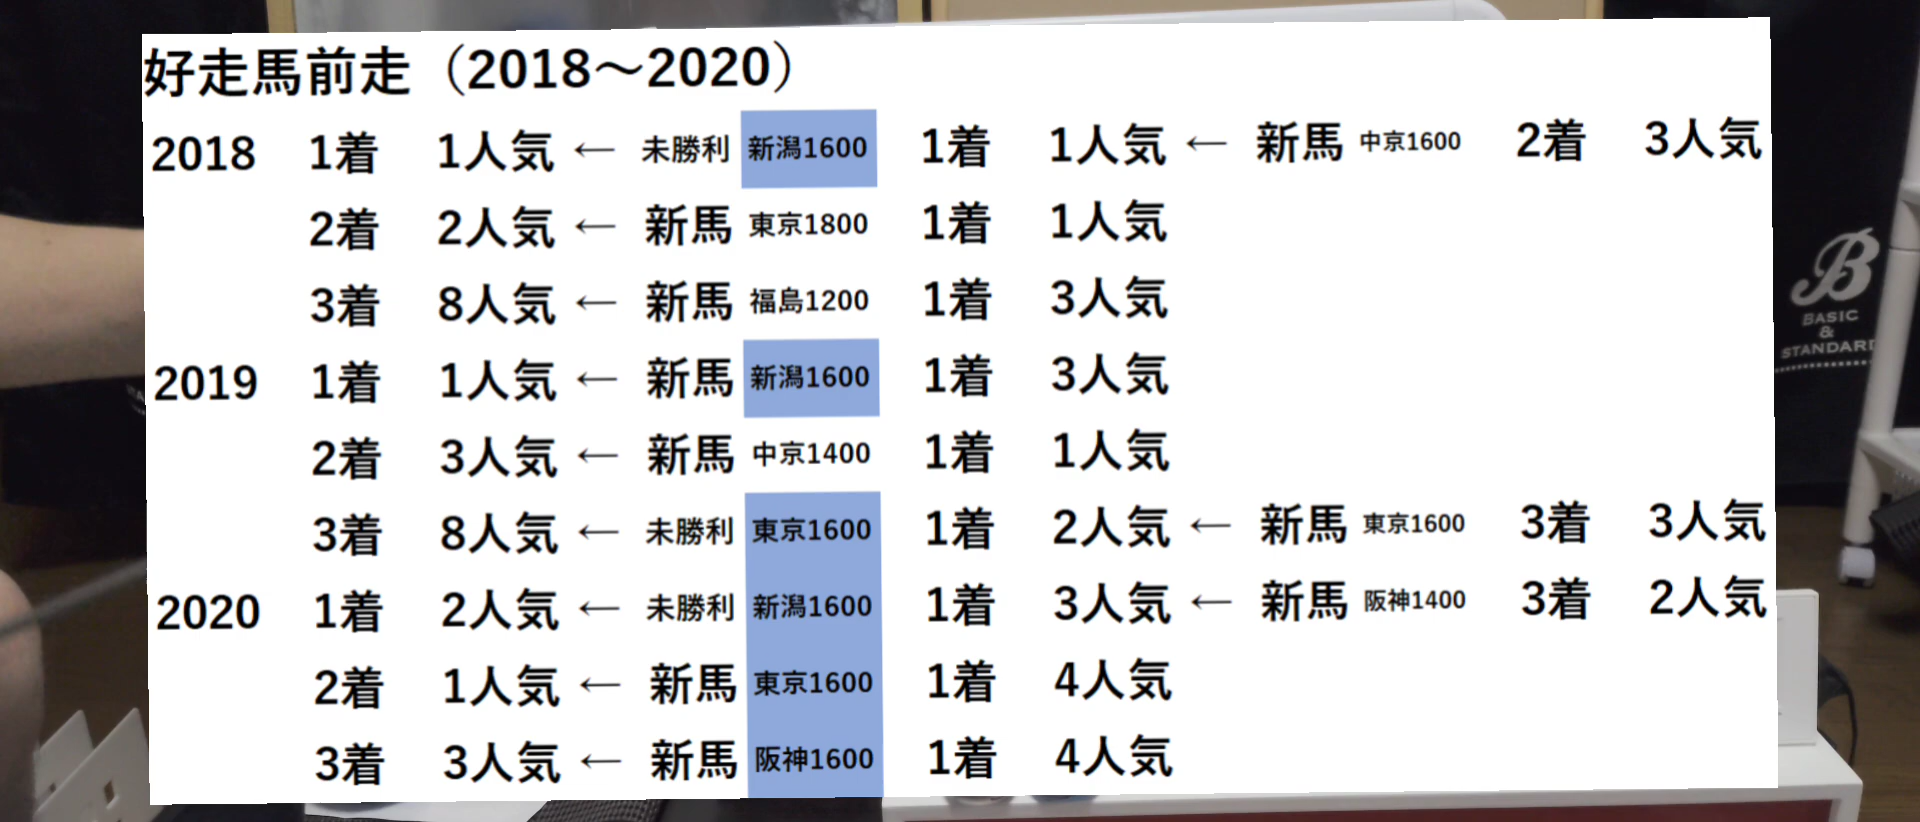 好走馬前走（2018～2020）
2018 1着 1人気 ← 未勝利 新潟1600 1着 1人気 ← 新馬 中京1600 2着 3人気
2着 2人気 ← 新馬 東京1800 1着 1人気
3着 8人気 ← 新馬 福島1200 1着 3人気
2019 1着 1人気 ← 新馬 新潟1600 1着 3人気
2着 3人気 ← 新馬 中京1400 1着 1人気
3着 8人気 ← 未勝利 東京1600 1着 2人気 ← 新馬 東京1600 3着 3人気
2020 1着 2人気 ← 未勝利 新潟1600 1着 3人気 ← 新馬 阪神1400 3着 2人気
2着 1人気 ← 新馬 東京1600 1着 4人気
3着 3人気 ← 新馬 阪神1600 1着 4人気
B
BASIC
&
STANDARD